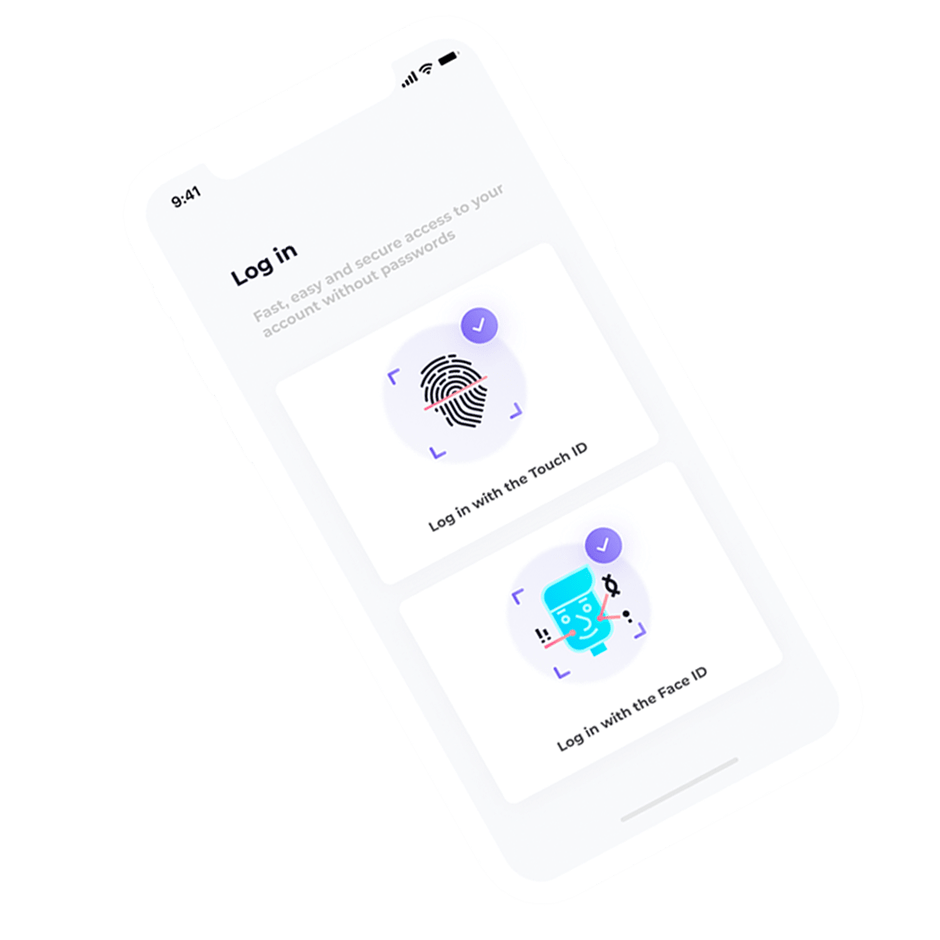 9:41
Log in
Fast, easy and secure access to your
account without passwords
Log in with the Touch ID
Log in with the Face ID